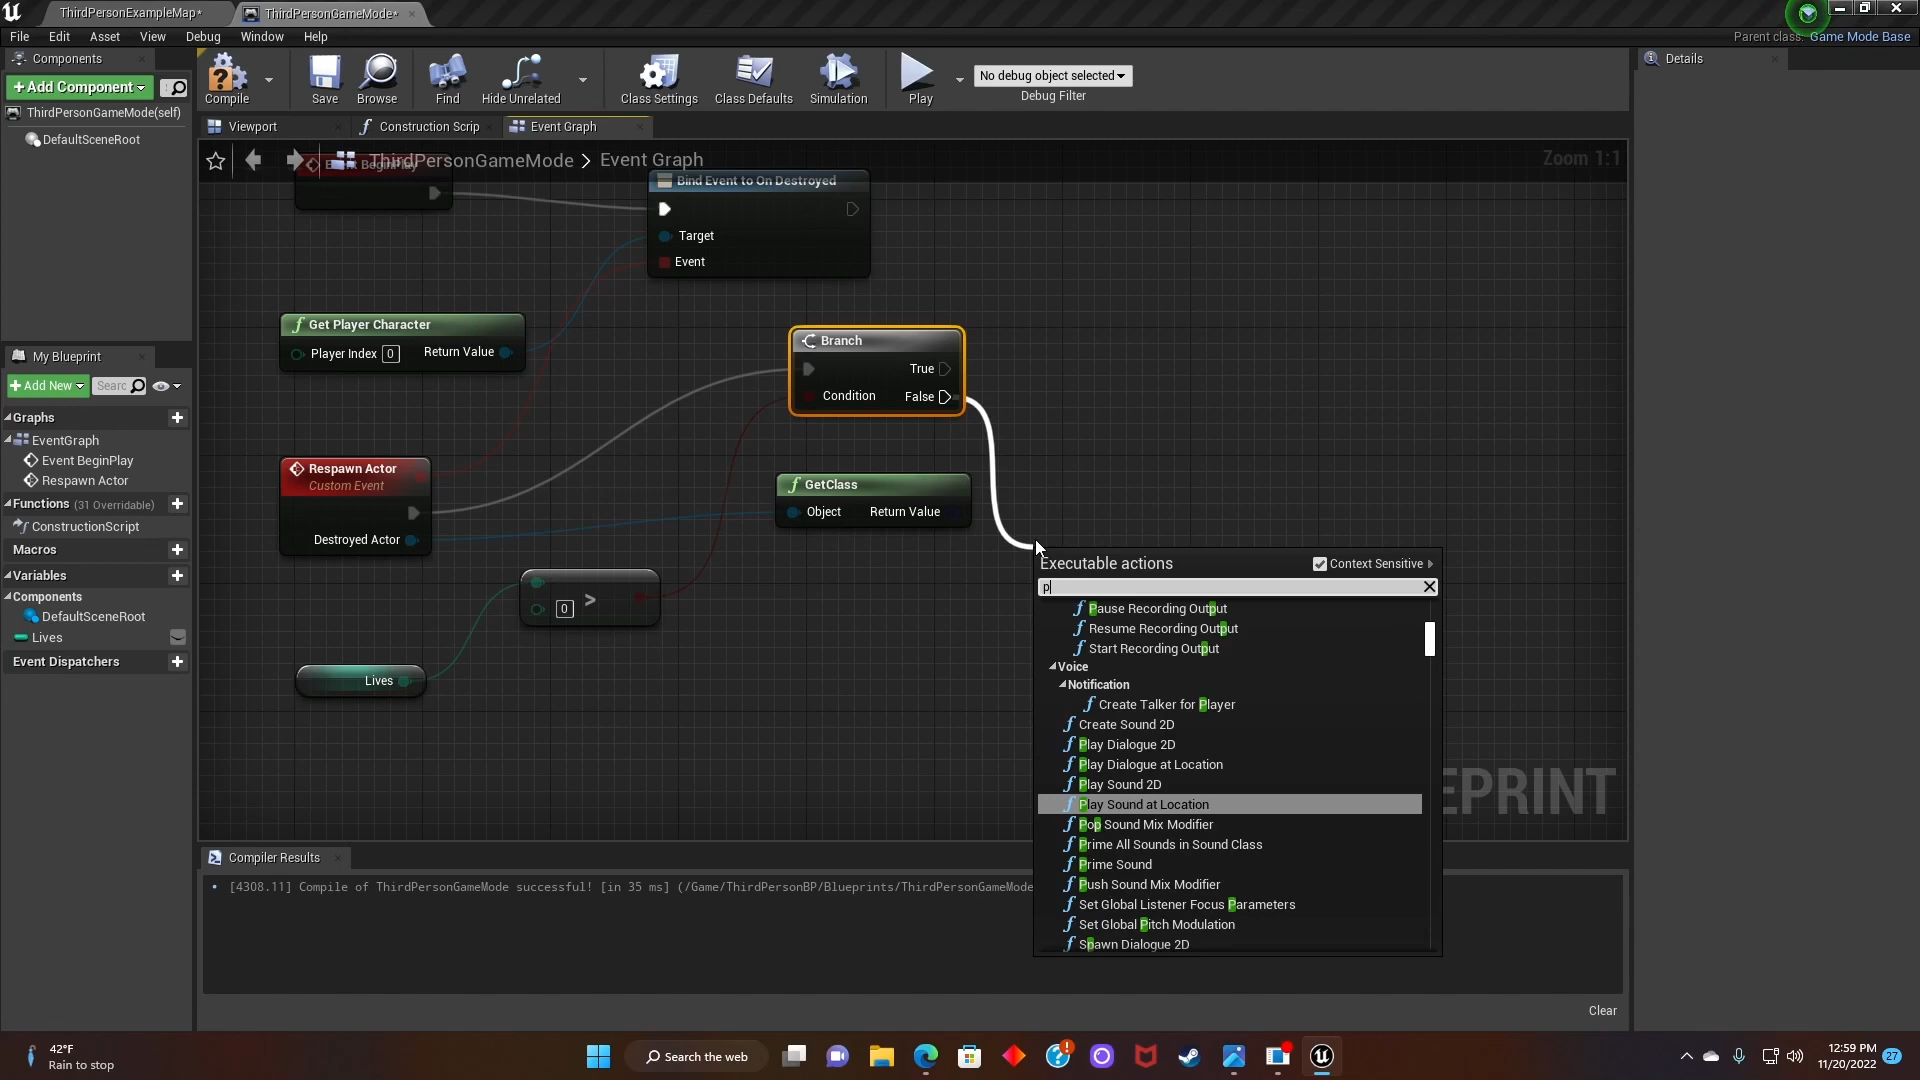 ThirdPersonExampleMap*
ThirdPersonGameMode*
File Edit Asset View Debug Window Help
Parent class: Game Mode Base
Components
+Add Component
ThirdPersonGameMode(self)
DefaultSceneRoot
Compile
Save
Browse
Find
Hide Unrelated
Class Settings
Class Defaults
Simulation
Play
No debug object selected
Debug Filter
Details
Viewport
Construction Scrip
Event Graph
ThirdPersonGameMode > Event Graph
Zoom 1:1
Event BeginPlay
Bind Event to On Destroyed
Target
Event
Get Player Character
Player Index 0 Return Value
Branch
True
Condition False
Respawn Actor
Custom Event
Destroyed Actor
GetClass
Object Return Value
0 >
Lives
My Blueprint
+Add New
Searc
Graphs
EventGraph
Event BeginPlay
Respawn Actor
Functions (31 Overridable)
ConstructionScript
Macros
Variables
Components
DefaultSceneRoot
Lives
Event Dispatchers
Executable actions
Context Sensitive
p
Pause Recording Output
Resume Recording Output
Start Recording Output
Voice
Notification
Create Talker for Player
Create Sound 2D
Play Dialogue 2D
Play Dialogue at Location
Play Sound 2D
Play Sound at Location
Pop Sound Mix Modifier
Prime All Sounds in Sound Class
Prime Sound
Push Sound Mix Modifier
Set Global Listener Focus Parameters
Set Global Pitch Modulation
Spawn Dialogue 2D
EPRINT
Compiler Results
[4308.11] Compile of ThirdPersonGameMode successful! [in 35 ms] (/Game/ThirdPersonBP/Blueprints/ThirdPersonGameMode
Clear
42°F
Rain to stop
Search the web
12:59 PM
11/20/2022
27